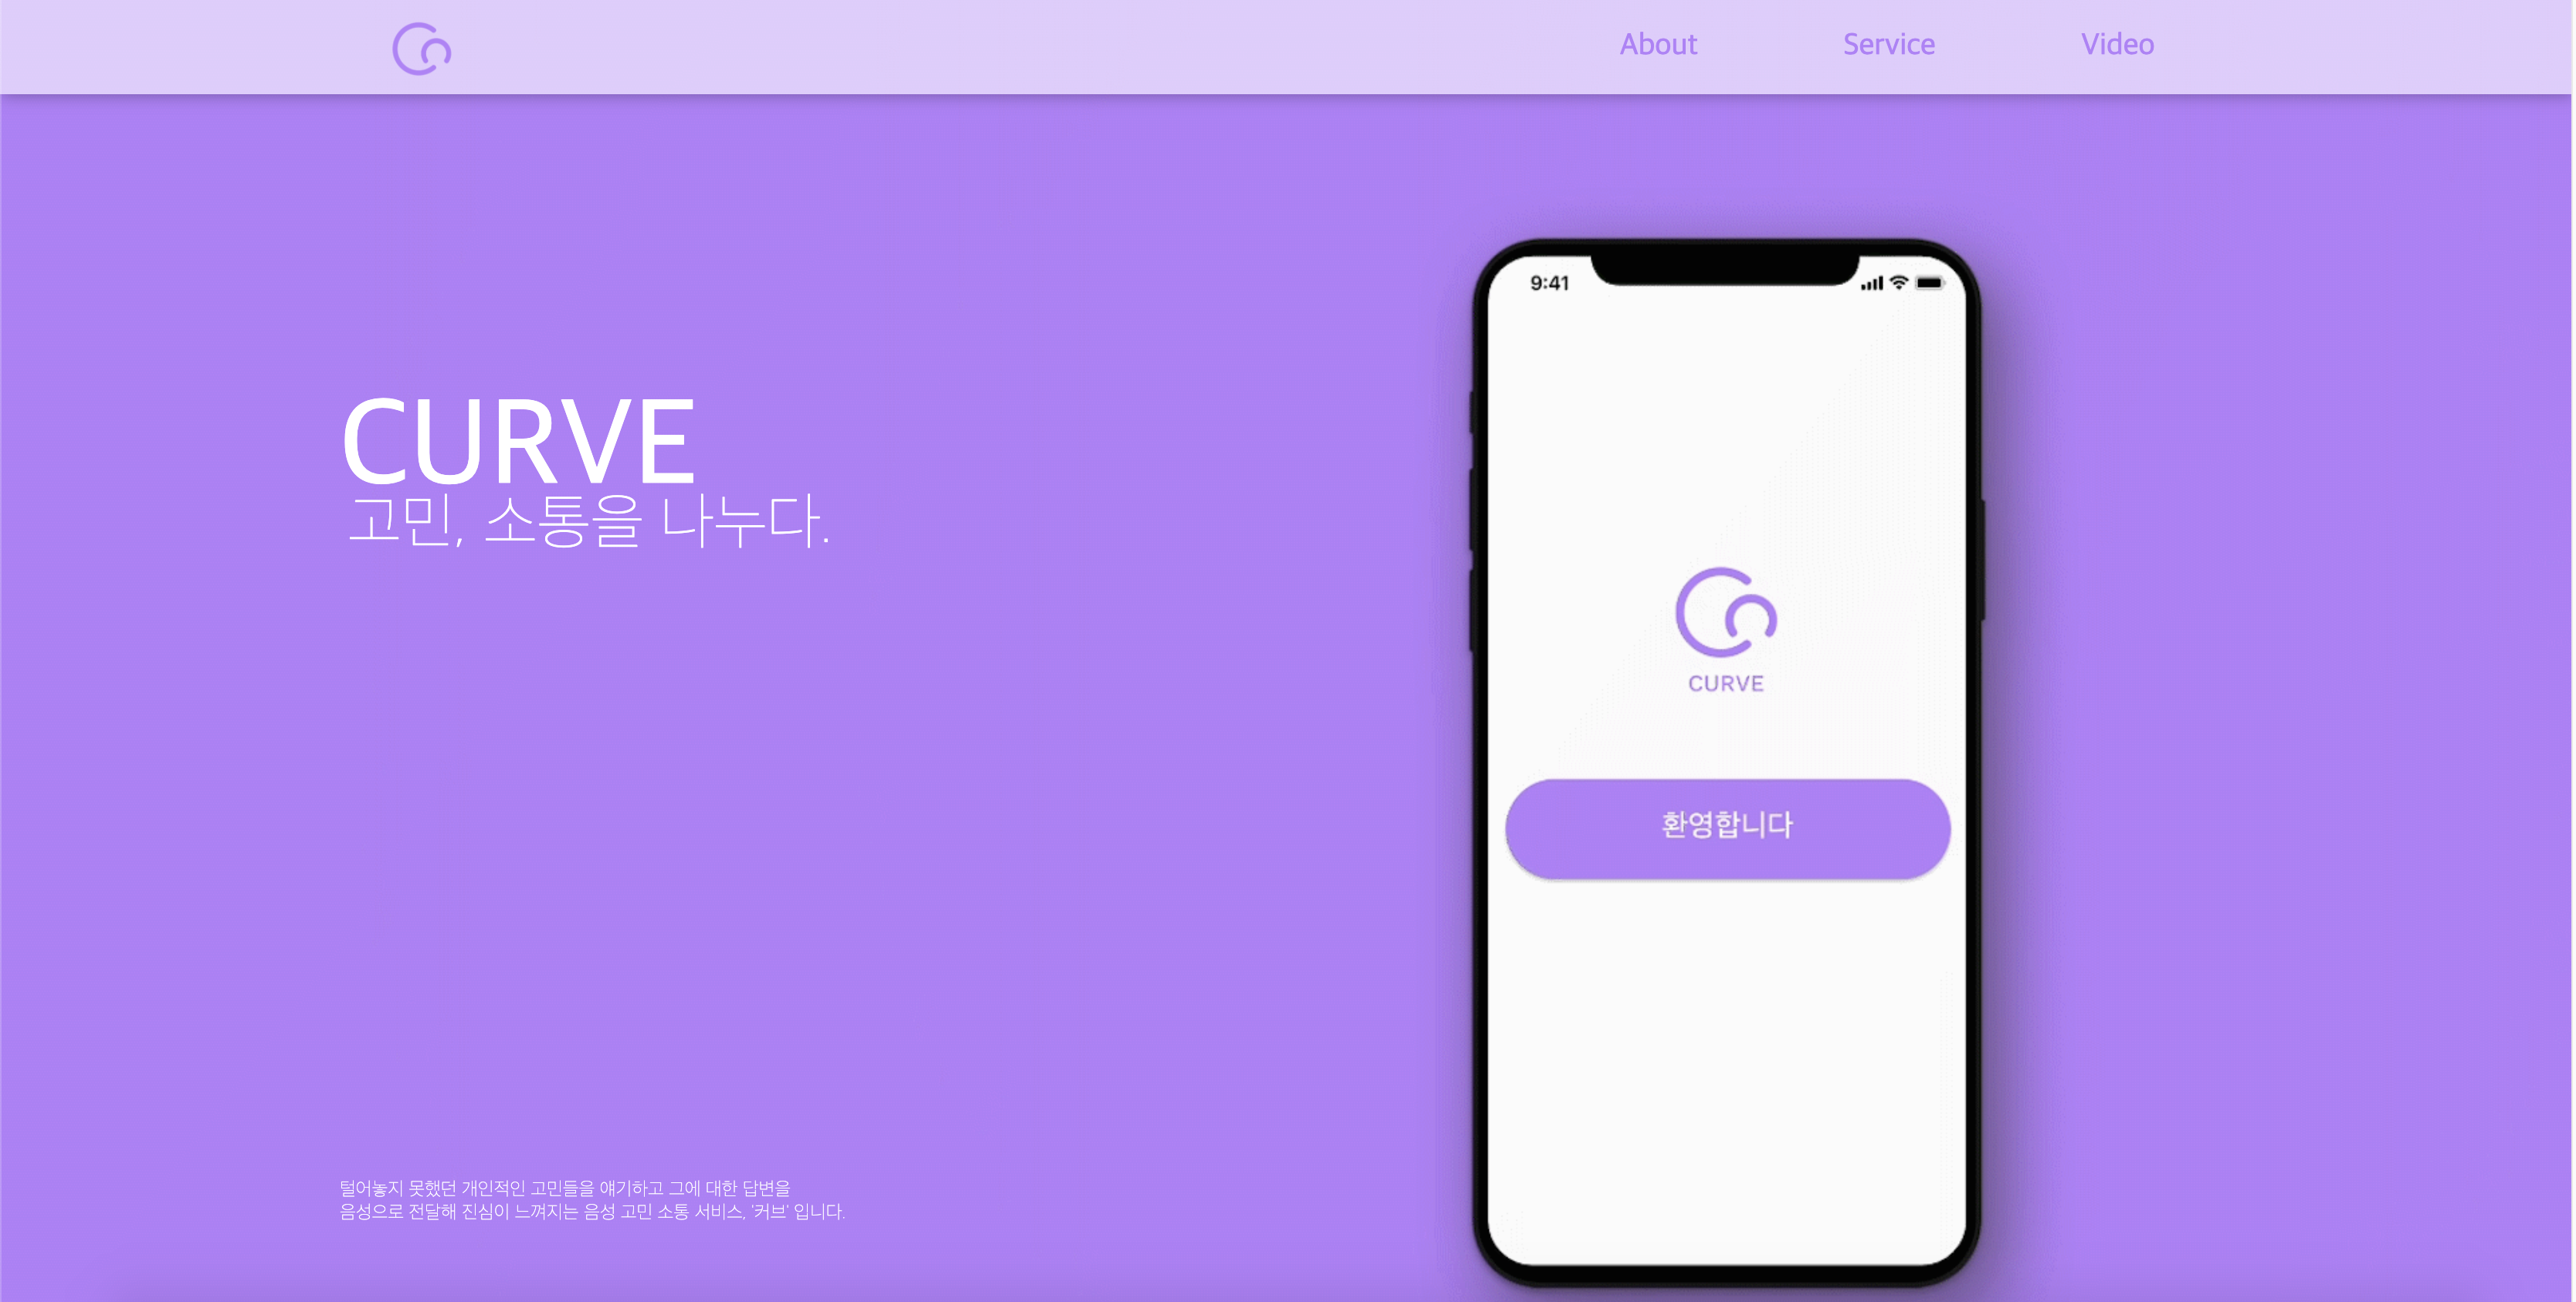 About
Service
Video
CURVE
고민, 소통을 나누다.
9:41
CURVE
환영합니다
털어놓지 못했던 개인적인 고민들을 얘기하고 그에 대한 답변을
음성으로 전달해 진심이 느껴지는 음성 고민 소통 서비스, '커브' 입니다.